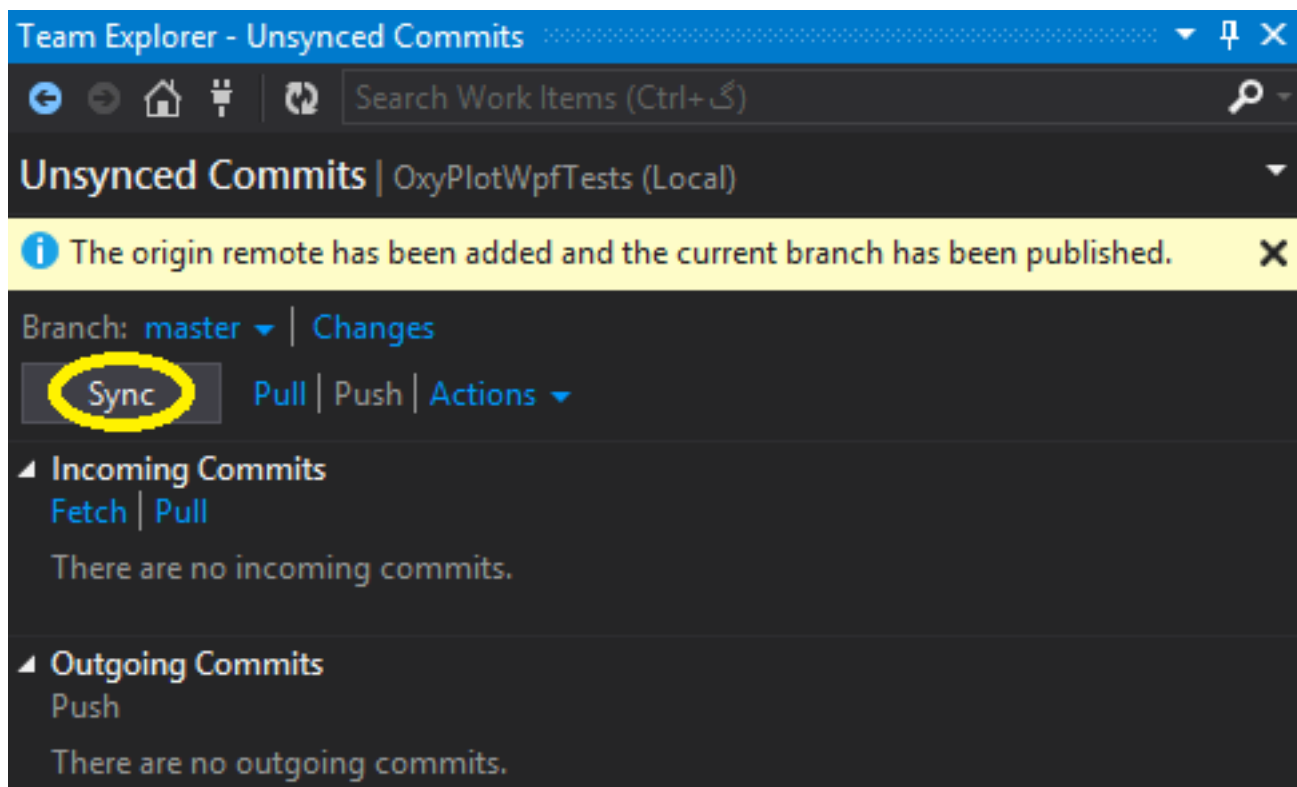 Team Explorer - Unsynced Commits
Search Work Items (Ctrl+گ)
Unsynced Commits | OxyPlotWpfTests (Local)
The origin remote has been added and the current branch has been published.
Branch: master | Changes
Sync Pull | Push | Actions
Incoming Commits
Fetch | Pull
There are no incoming commits.
Outgoing Commits
Push
There are no outgoing commits.